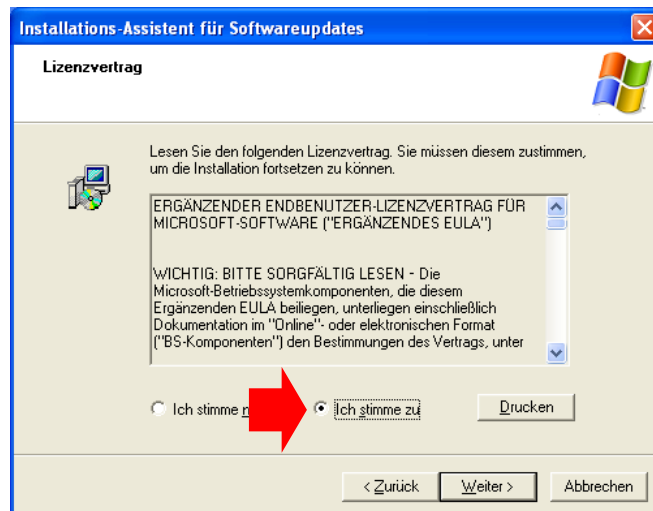 Installations-Assistent für Softwareupdates
Lizenzvertrag
Lesen Sie den folgenden Lizenzvertrag. Sie müssen diesem zustimmen,
um die Installation fortsetzen zu können.
ERGÄNZENDER ENDBENUTZER-LIZENZVERTRAG FÜR
MICROSOFT-SOFTWARE ("ERGÄNZENDES EULA")
WICHTIG: BITTE SORGFÄLTIG LESEN - Die
Microsoft-Betriebssystemkomponenten, die diesem
Ergänzenden EULA beiliegen, unterliegen einschließlich
Dokumentation im "Online"- oder elektronischen Format
("BS-Komponenten") den Bestimmungen des Vertrags, unter
Ich stimme Ich stimme zu Drucken
< Zurück Weiter > Abbrechen